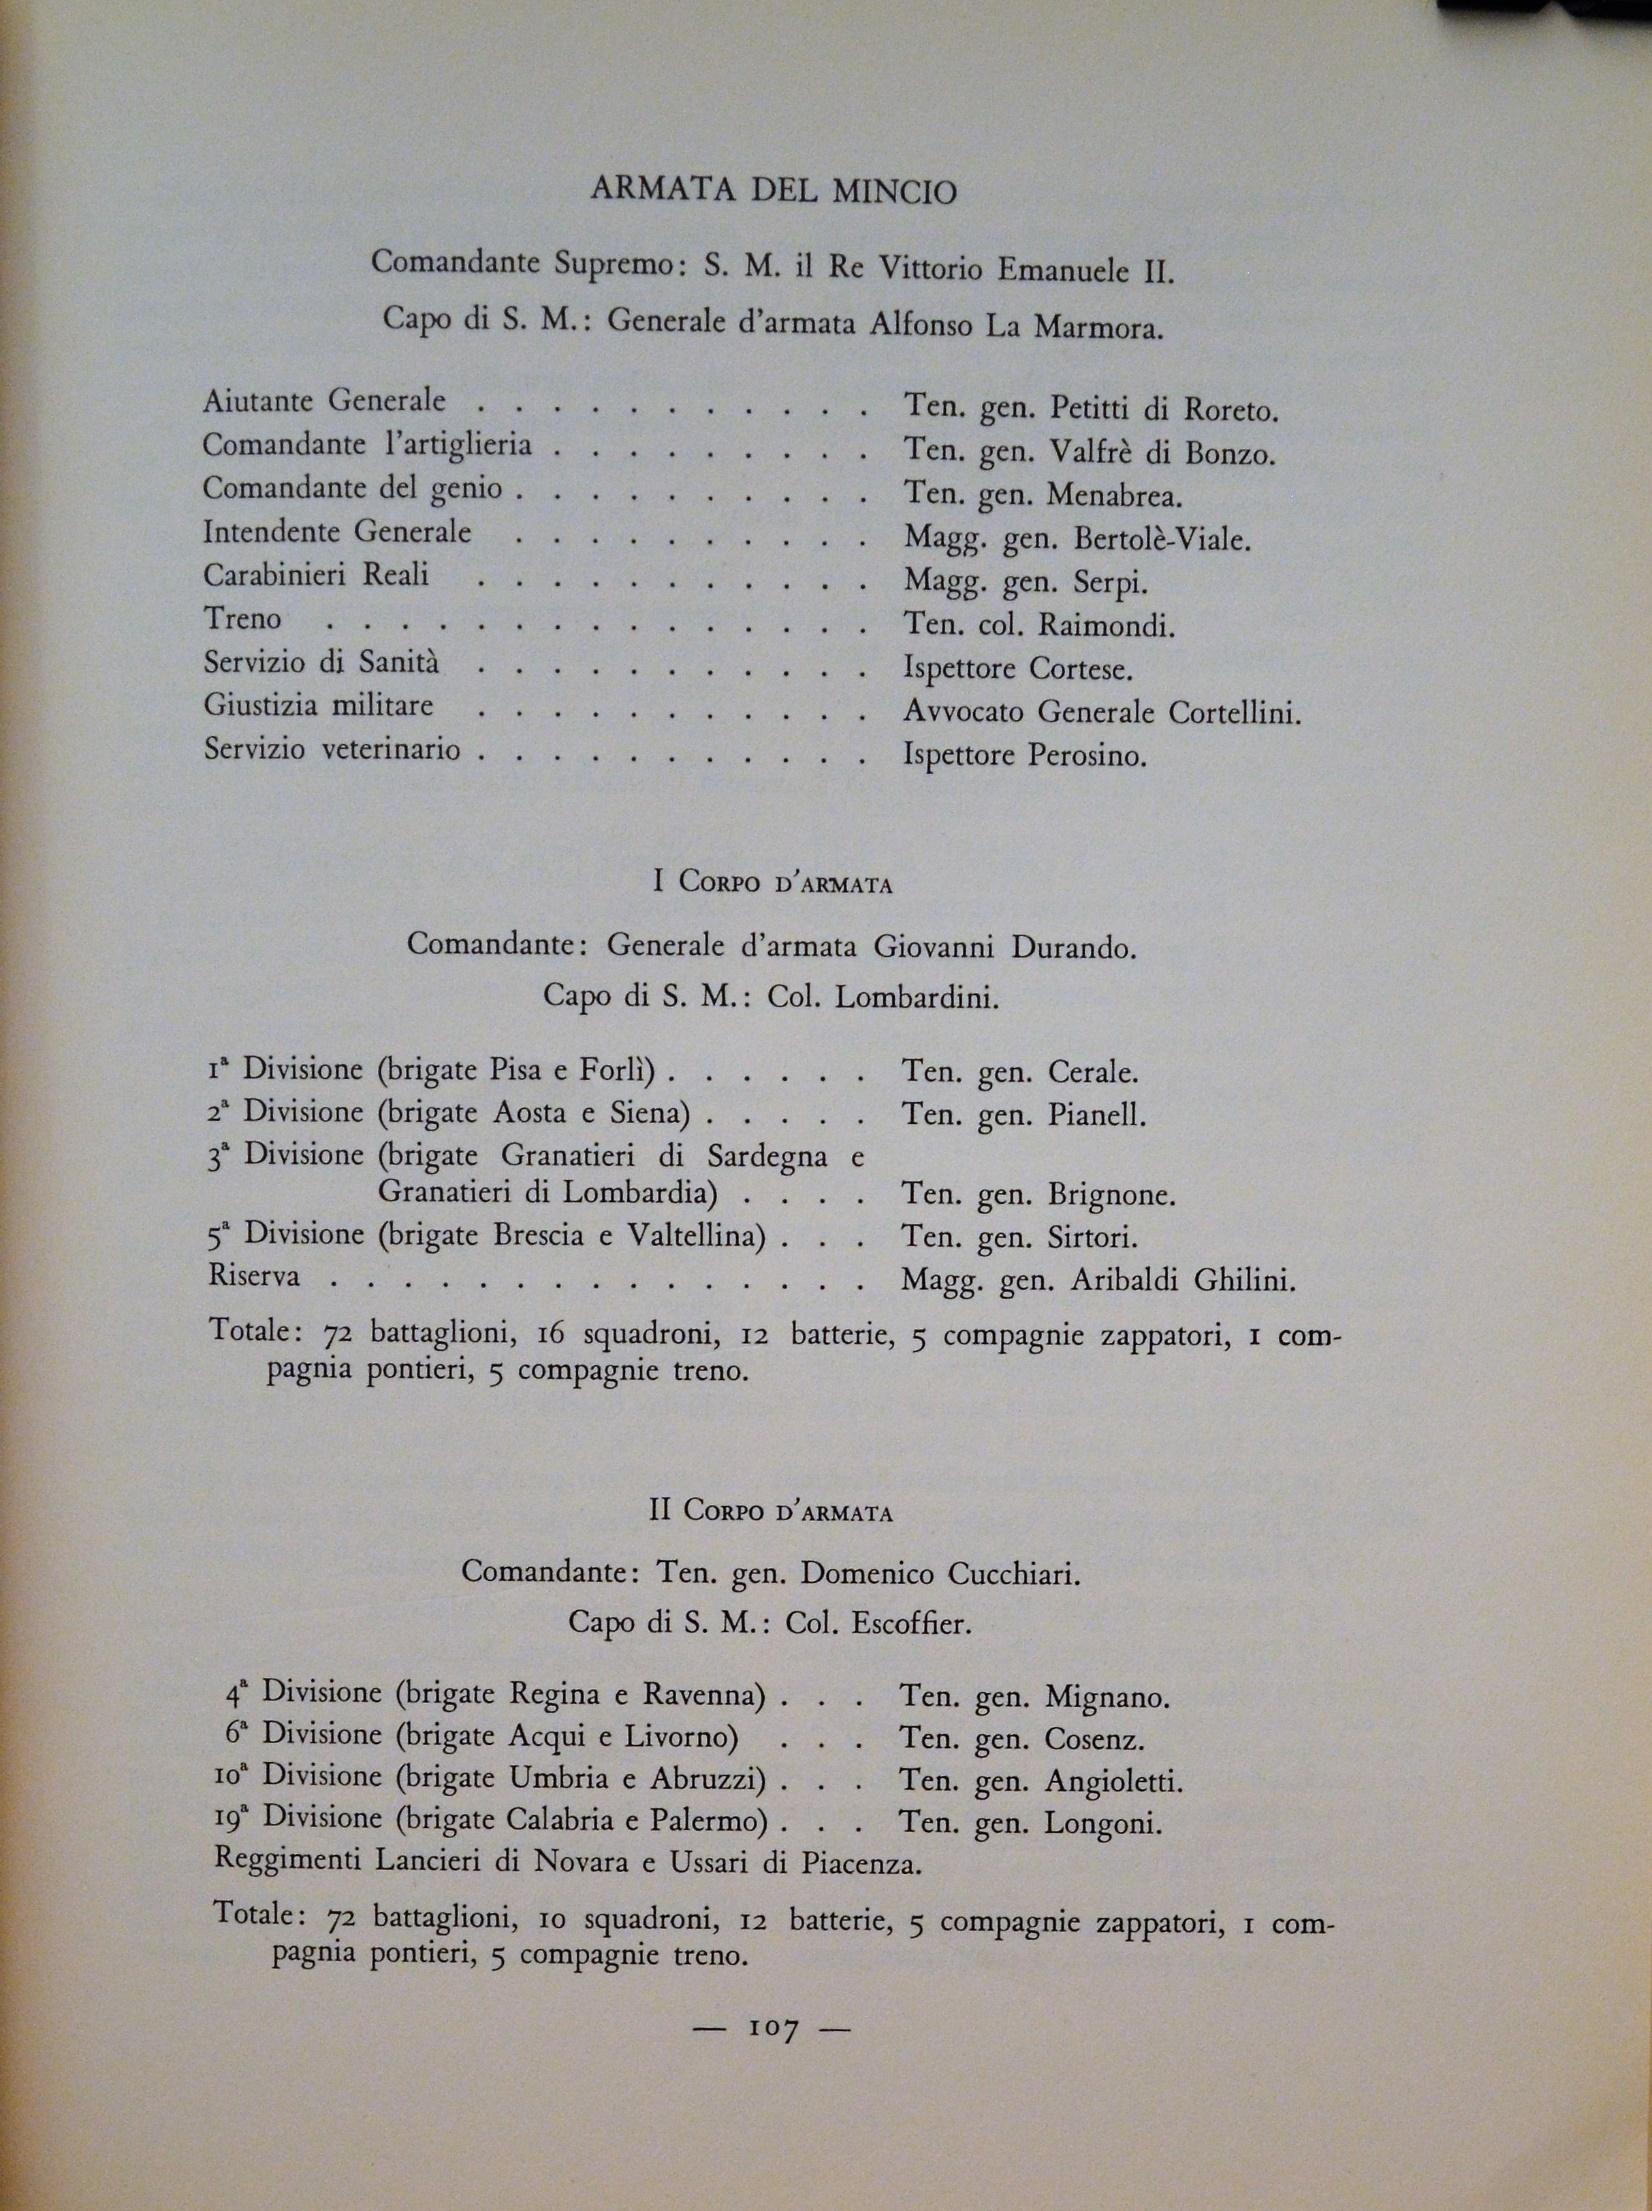 ARMATA DEL MINCIO
Comandante Supremo: S. M. il Re Vittorio Emanuele II.
Capo di S. M.: Generale d'armata Alfonso La Marmora.
Aiutante Generale . . . . . . . . . . . Ten. gen. Petitti di Roreto.
Comandante l'artiglieria . . . . . . . . . Ten. gen. Valfrè di Bonzo.
Comandante del genio . . . . . . . . . . Ten. gen. Menabrea.
Intendente Generale . . . . . . . . . . Magg. gen. Bertolè-Viale.
Carabinieri Reali . . . . . . . . . . . Magg. gen. Serpi.
Treno . . . . . . . . . . . . . . . Ten. col. Raimondi.
Servizio di Sanità . . . . . . . . . . . Ispettore Cortese.
Giustizia militare . . . . . . . . . . . Avvocato Generale Cortellini.
Servizio veterinario . . . . . . . . . . . Ispettore Perosino.
I CORPO D'ARMATA
Comandante: Generale d'armata Giovanni Durando.
Capo di S. M.: Col. Lombardini.
1ª Divisione (brigate Pisa e Forlì) . . . . . . Ten. gen. Cerale.
2ª Divisione (brigate Aosta e Siena) . . . . . Ten. gen. Pianell.
3ª Divisione (brigate Granatieri di Sardegna e
Granatieri di Lombardia) . . . . Ten. gen. Brignone.
5ª Divisione (brigate Brescia e Valtellina) . . . Ten. gen. Sirtori.
Riserva . . . . . . . . . . . . . . . Magg. gen. Aribaldi Ghilini.
Totale: 72 battaglioni, 16 squadroni, 12 batterie, 5 compagnie zappatori, 1 com-
pagnia pontieri, 5 compagnie treno.
II CORPO D'ARMATA
Comandante: Ten. gen. Domenico Cucchiari.
Capo di S. M.: Col. Escoffier.
4ª Divisione (brigate Regina e Ravenna) . . . Ten. gen. Mignano.
6ª Divisione (brigate Acqui e Livorno) . . . Ten. gen. Cosenz.
10ª Divisione (brigate Umbria e Abruzzi) . . . Ten. gen. Angioletti.
19ª Divisione (brigate Calabria e Palermo) . . . Ten. gen. Longoni.
Reggimenti Lancieri di Novara e Ussari di Piacenza.
Totale: 72 battaglioni, 10 squadroni, 12 batterie, 5 compagnie zappatori, 1 com-
pagnia pontieri, 5 compagnie treno.
— 107 —